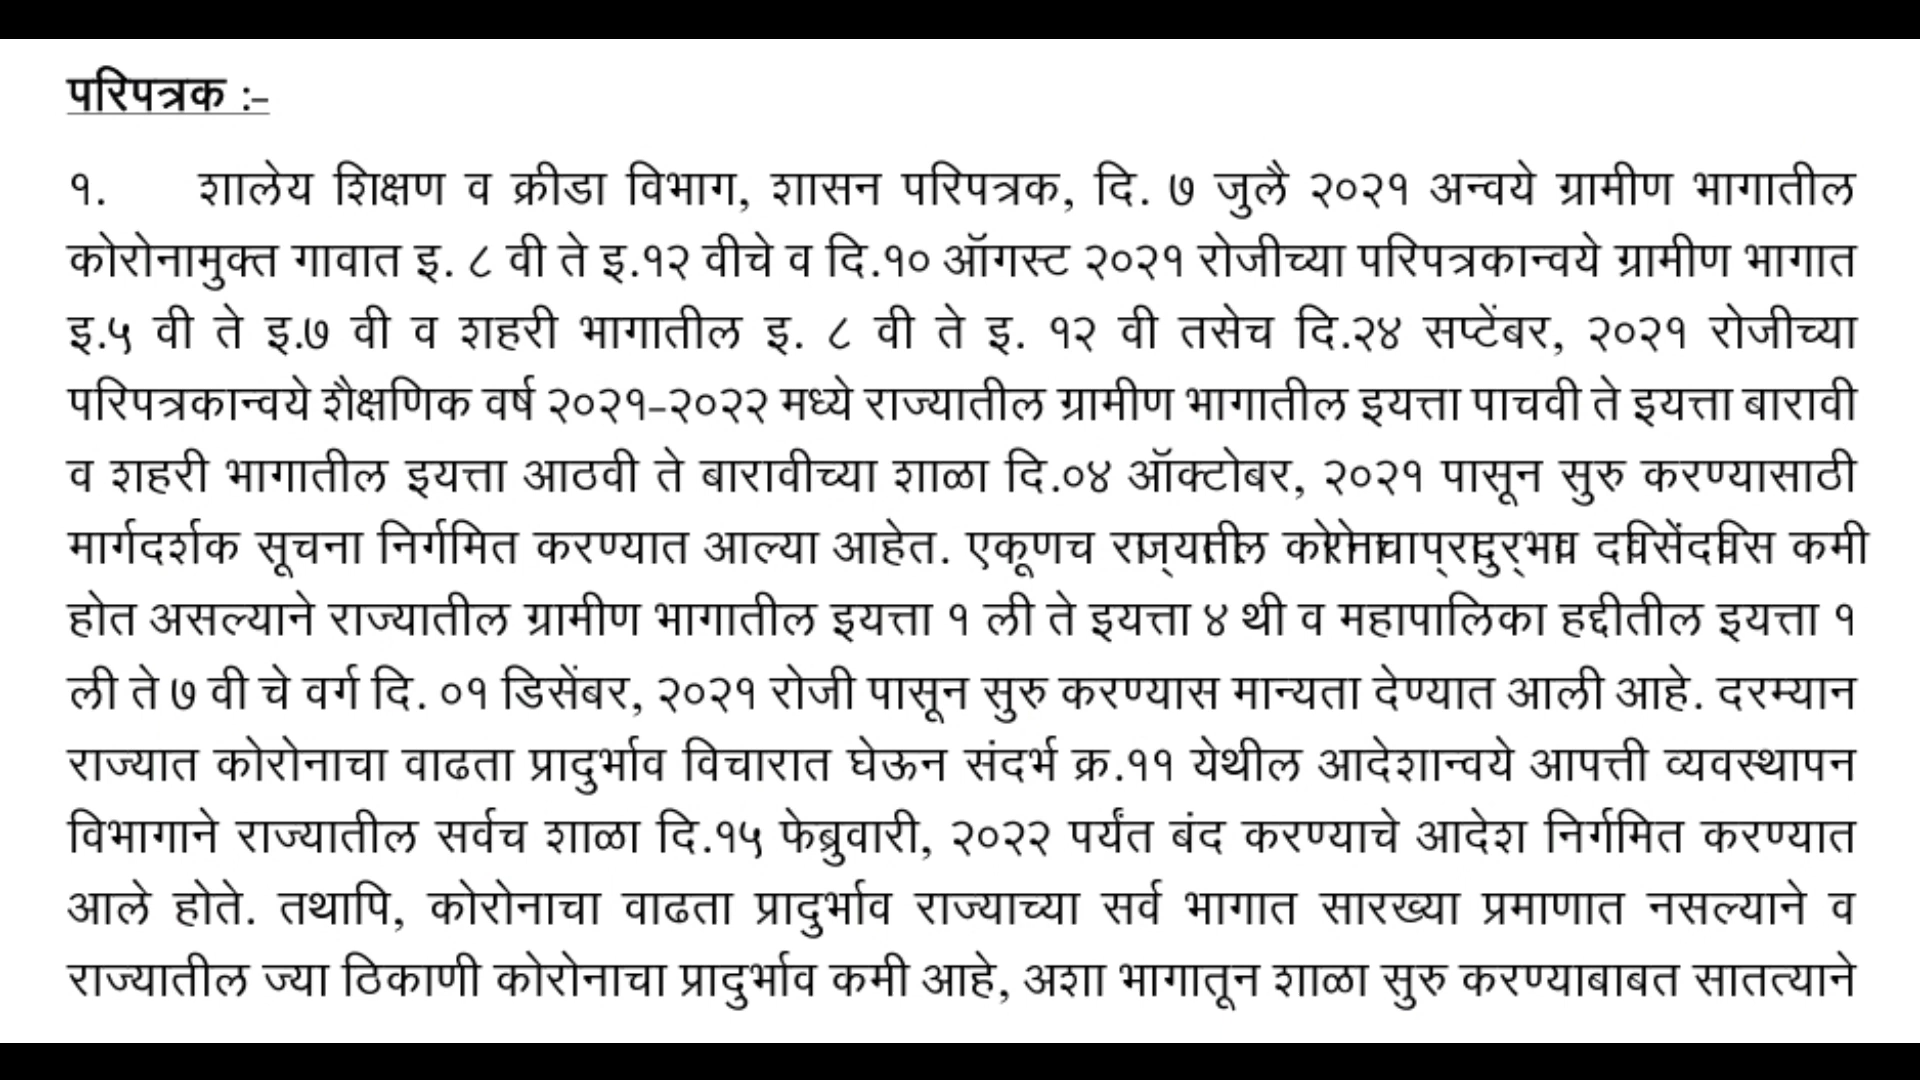 परिपत्रक :-
१. शालेय शिक्षण व क्रीडा विभाग, शासन परिपत्रक, दि. ७ जुलै २०२१ अन्वये ग्रामीण भागातील
कोरोनामुक्त गावात इ. ८ वी ते इ.१२ वीचे व दि.१० ऑगस्ट २०२१ रोजीच्या परिपत्रकान्वये ग्रामीण भागात
इ.५ वी ते इ.७ वी व शहरी भागातील इ. ८ वी ते इ. १२ वी तसेच दि.२४ सप्टेंबर, २०२१ रोजीच्या
परिपत्रकान्वये शैक्षणिक वर्ष २०२१-२०२२ मध्ये राज्यातील ग्रामीण भागातील इयत्ता पाचवी ते इयत्ता बारावी
व शहरी भागातील इयत्ता आठवी ते बारावीच्या शाळा दि.०४ ऑक्टोबर, २०२१ पासून सुरु करण्यासाठी
मार्गदर्शक सूचना निर्गमित करण्यात आल्या आहेत. एकूणच राज्यातील कोरोनाचा प्रादुर्भाव दिवसेंदिवस कमी
होत असल्याने राज्यातील ग्रामीण भागातील इयत्ता १ ली ते इयत्ता ४ थी व महापालिका हद्दीतील इयत्ता १
ली ते ७ वी चे वर्ग दि. ०१ डिसेंबर, २०२१ रोजी पासून सुरु करण्यास मान्यता देण्यात आली आहे. दरम्यान
राज्यात कोरोनाचा वाढता प्रादुर्भाव विचारात घेऊन संदर्भ क्र.११ येथील आदेशान्वये आपत्ती व्यवस्थापन
विभागाने राज्यातील सर्वच शाळा दि.१५ फेब्रुवारी, २०२२ पर्यंत बंद करण्याचे आदेश निर्गमित करण्यात
आले होते. तथापि, कोरोनाचा वाढता प्रादुर्भाव राज्याच्या सर्व भागात सारख्या प्रमाणात नसल्याने व
राज्यातील ज्या ठिकाणी कोरोनाचा प्रादुर्भाव कमी आहे, अशा भागातून शाळा सुरु करण्याबाबत सातत्याने